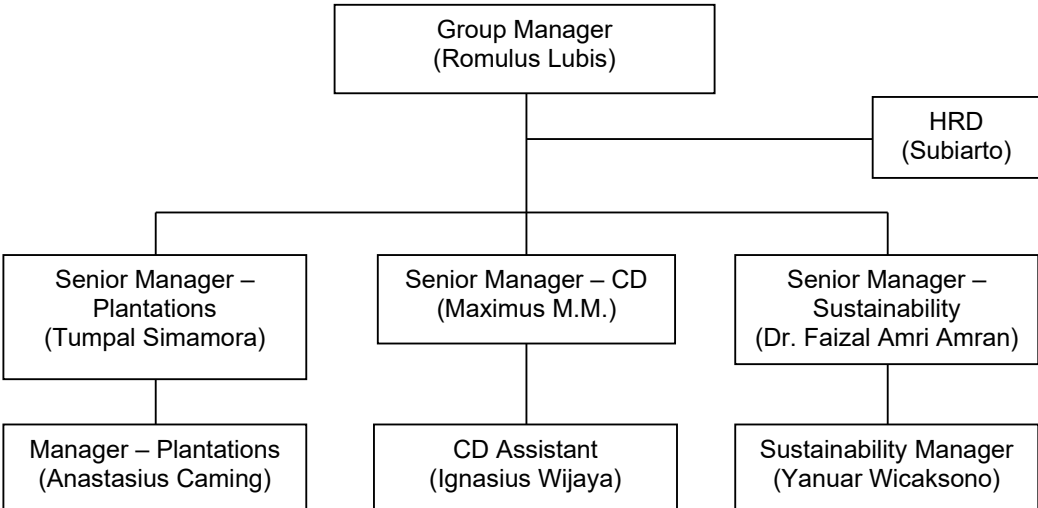 Group Manager
(Romulus Lubis)
HRD
(Subiarto)
Senior Manager –
Plantations
(Tumpal Simamora)
Senior Manager – CD
(Maximus M.M.)
Senior Manager –
Sustainability
(Dr. Faizal Amri Amran)
Manager – Plantations
(Anastasius Caming)
CD Assistant
(Ignasius Wijaya)
Sustainability Manager
(Yanuar Wicaksono)